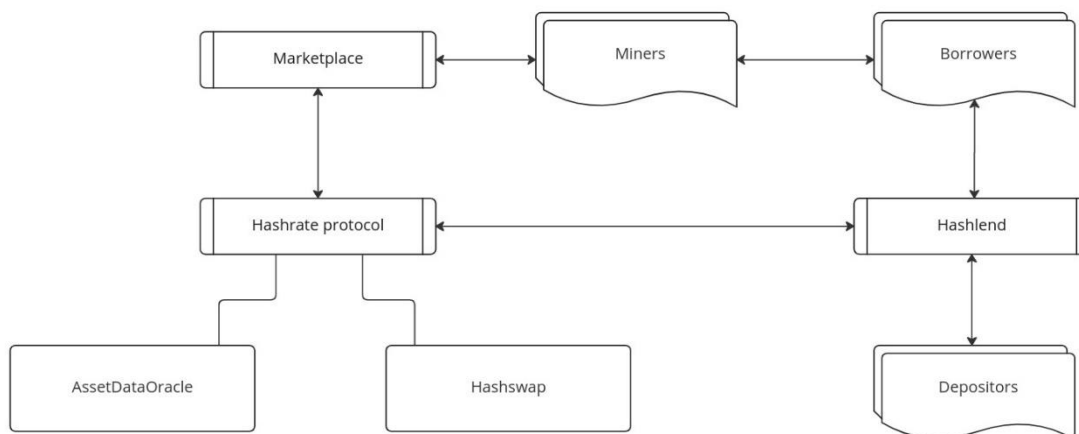 Marketplace
Miners
Borrowers
Hashrate protocol
Hashlend
AssetDataOracle
Hashswap
Depositors